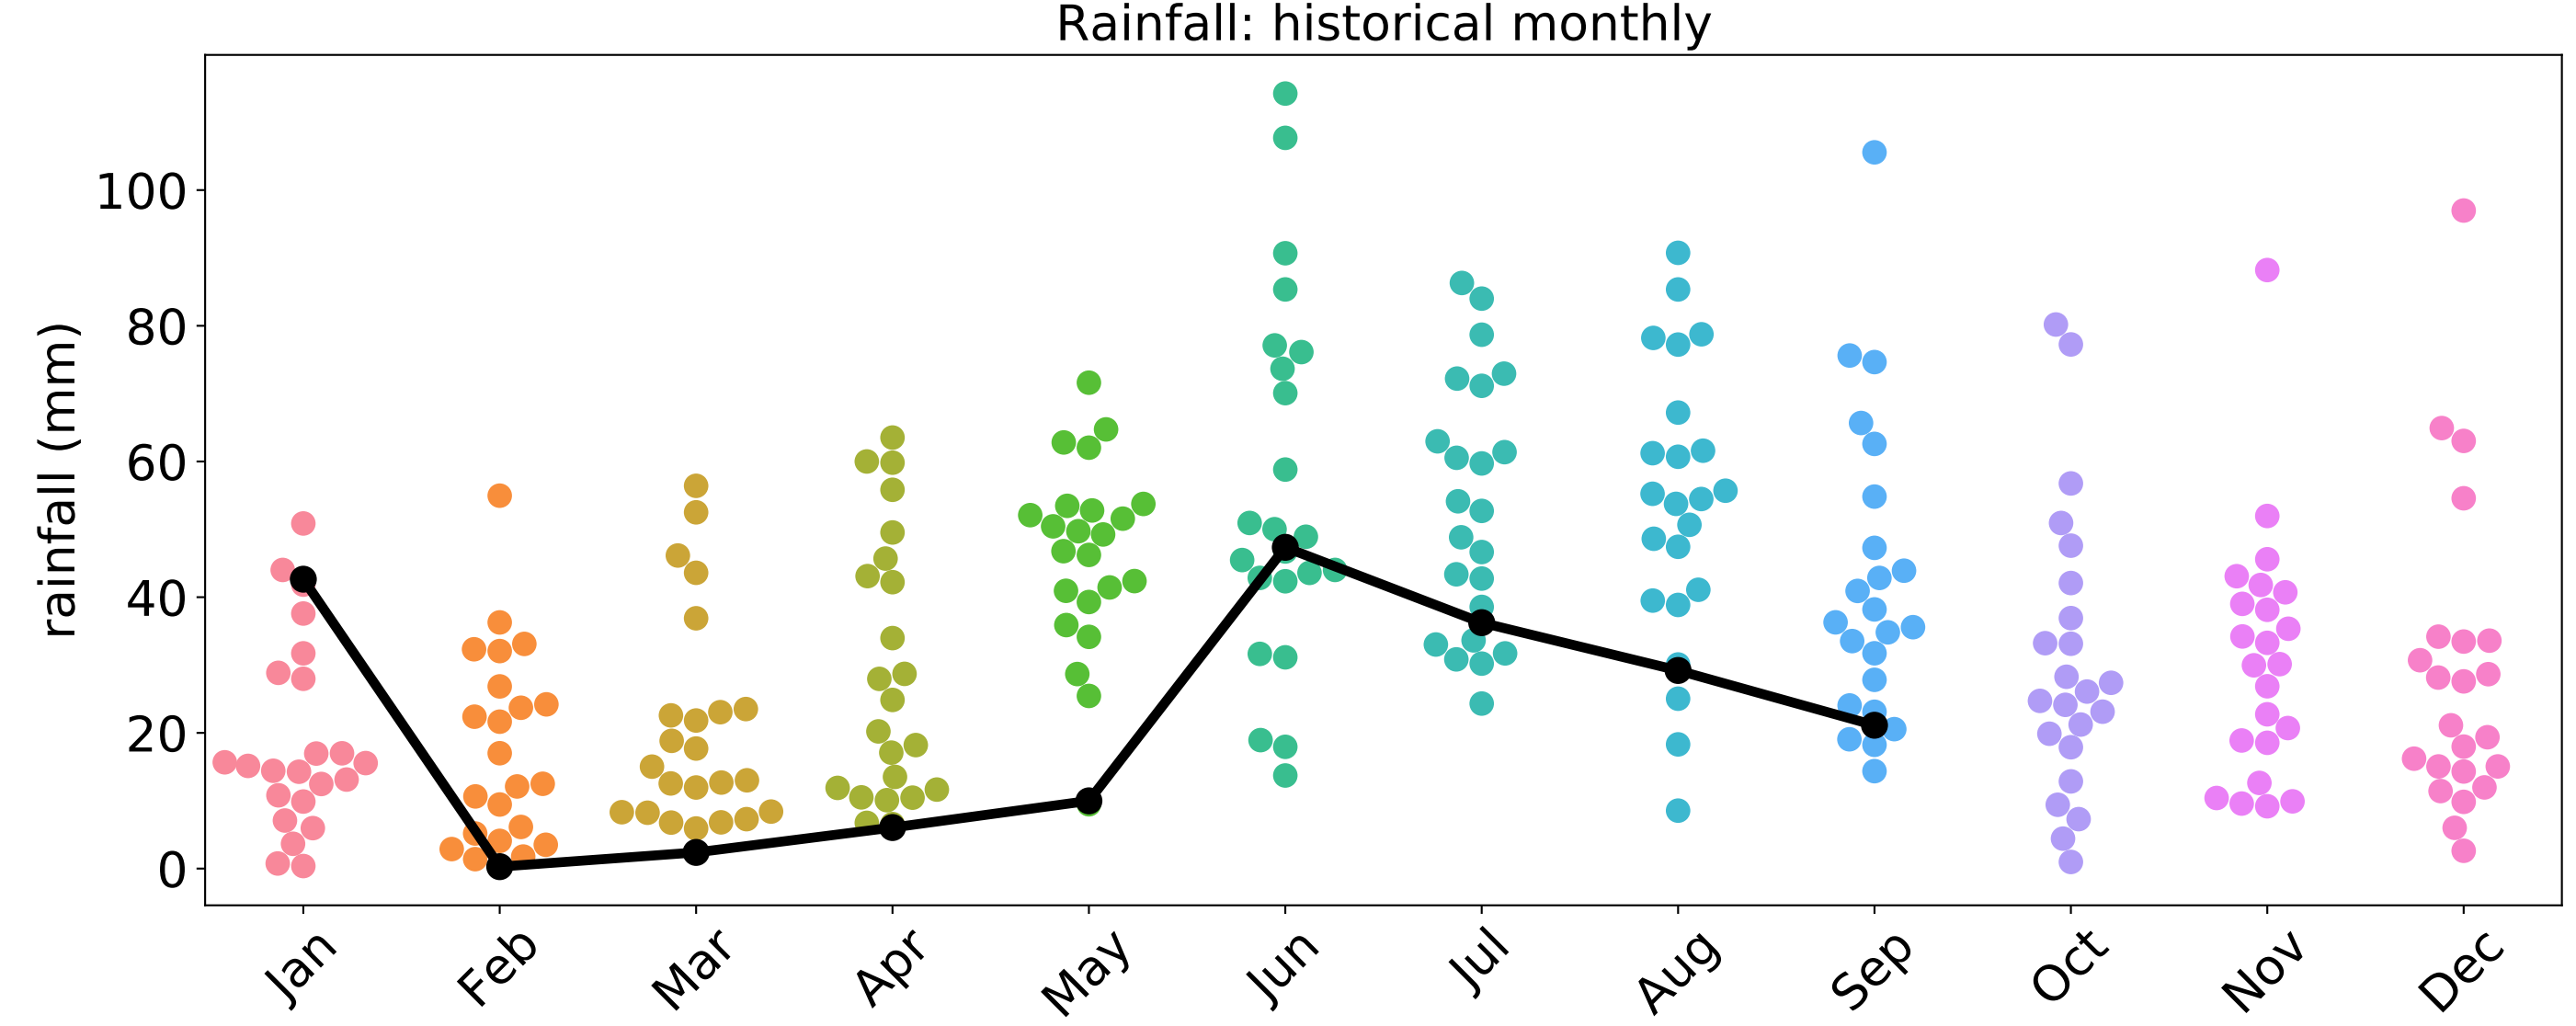 Rainfall: historical monthly
rainfall (mm)
100
80
60
40
20
0
Jan
Feb
Mar
Apr
May
Jun
Jul
Aug
Sep
Oct
Nov
Dec